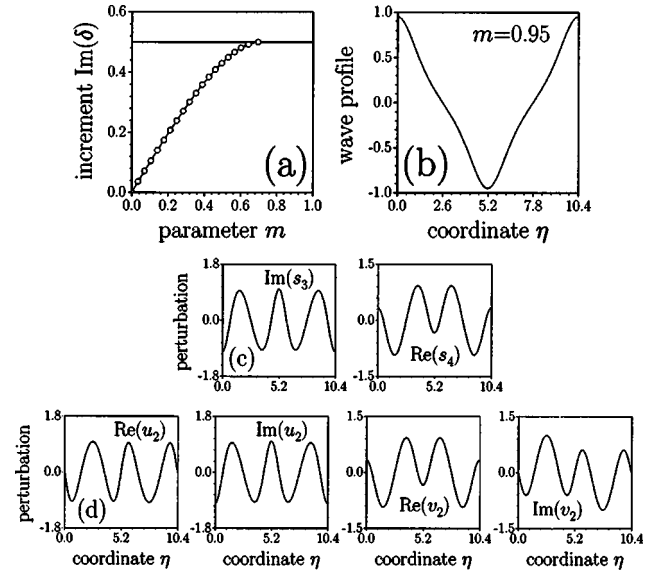 increment Im(δ)
0.6
0.4
0.2
0.0
0.0 0.2 0.4 0.6 0.8 1.0
parameter m
(a)
wave profile
1.0
0.5
0.0
-0.5
-1.0
0.0 2.6 5.2 7.8 10.4
coordinate η
m=0.95
(b)
perturbation
1.8
0.0
-1.8
0.0 5.2 10.4
Im(s₃)
(c)
1.5
0.0
-1.5
0.0 5.2 10.4
Re(s₄)
perturbation
1.8
0.0
-1.8
0.0 5.2 10.4
coordinate η
Re(u₂)
(d)
1.8
0.0
-1.8
0.0 5.2 10.4
coordinate η
Im(u₂)
1.5
0.0
-1.5
0.0 5.2 10.4
coordinate η
Re(v₂)
1.5
0.0
-1.5
0.0 5.2 10.4
coordinate η
Im(v₂)